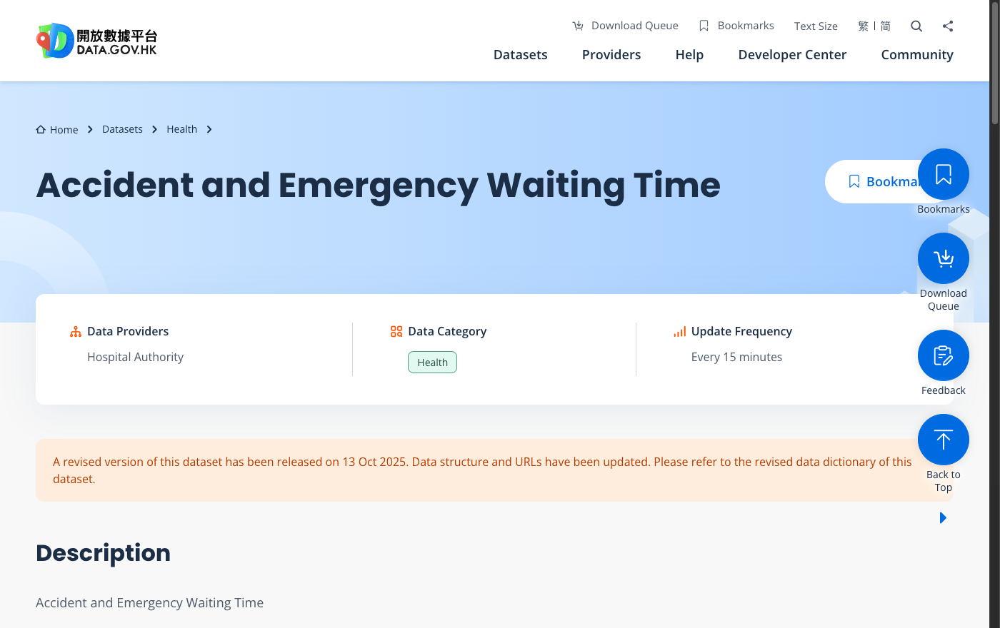 開放數據平台
DATA.GOV.HK
Download Queue
Bookmarks
Text Size
繁 | 简
Datasets
Providers
Help
Developer Center
Community
Home
Datasets
Health
Accident and Emergency Waiting Time
Bookmarks
Download
Queue
Feedback
Back to
Top
Data Providers
Hospital Authority
Data Category
Health
Update Frequency
Every 15 minutes
A revised version of this dataset has been released on 13 Oct 2025. Data structure and URLs have been updated. Please refer to the revised data dictionary of this
dataset.
Description
Accident and Emergency Waiting Time